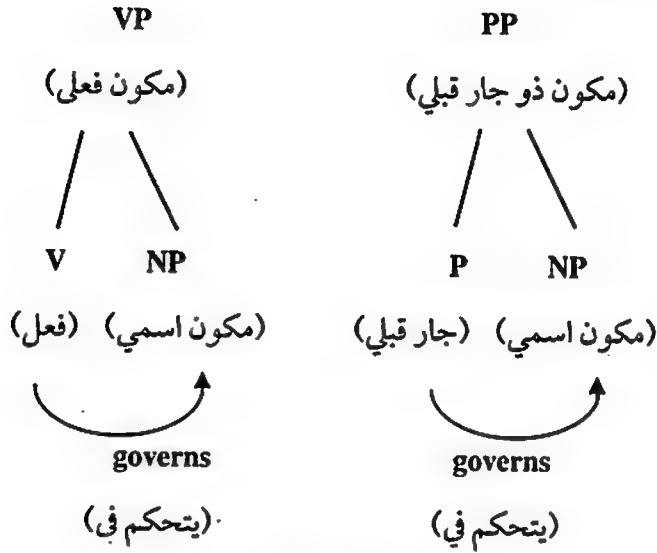 VP PP
(مكون فعلى) (مكون ذو جار قبلي)
V NP P NP
(فعل) (مكون اسمي) (جار قبلي) (مكون اسمي)
governs governs
(يتحكم في) (يتحكم في)